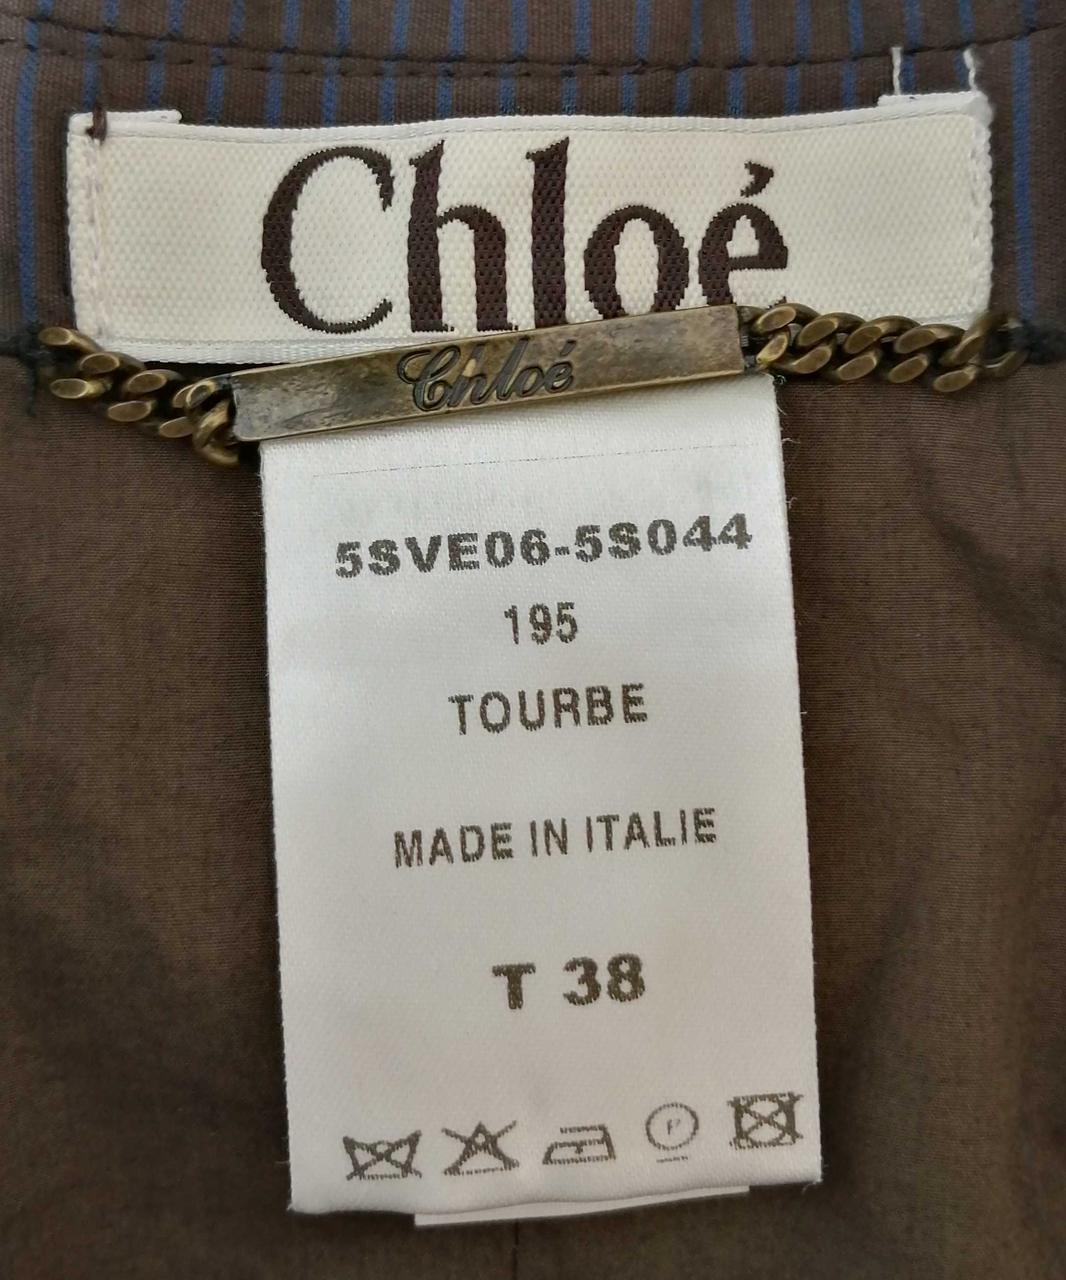 Chloé
Chloé
5SVE06-5S044
195
TOURBE
MADE IN ITALIE
T 38
P